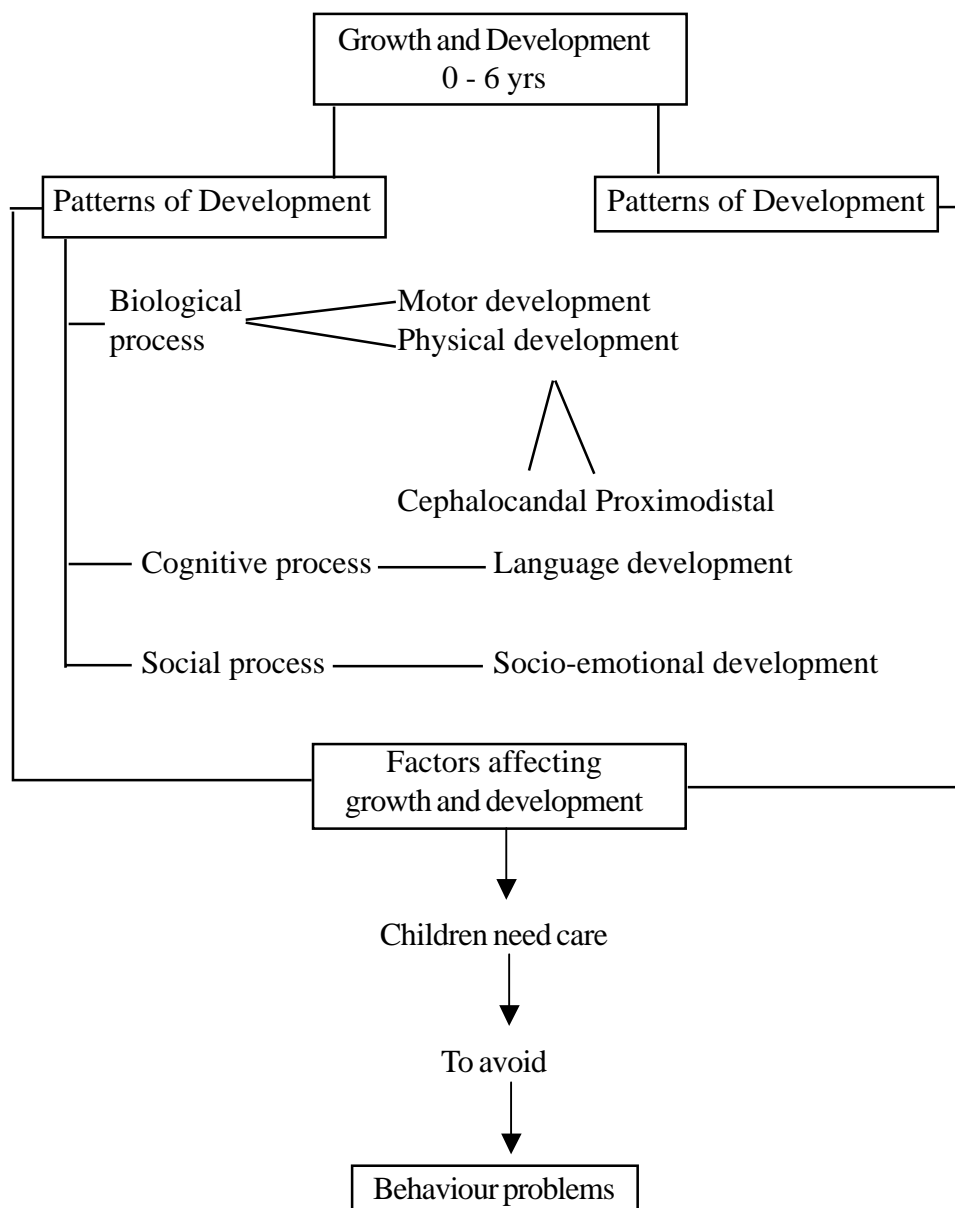 Growth and Development
0 - 6 yrs
Patterns of Development
Patterns of Development
Biological
process
Motor development
Physical development
Cephalocandal Proximodistal
Cognitive process
Language development
Social process
Socio-emotional development
Factors affecting
growth and development
Children need care
To avoid
Behaviour problems